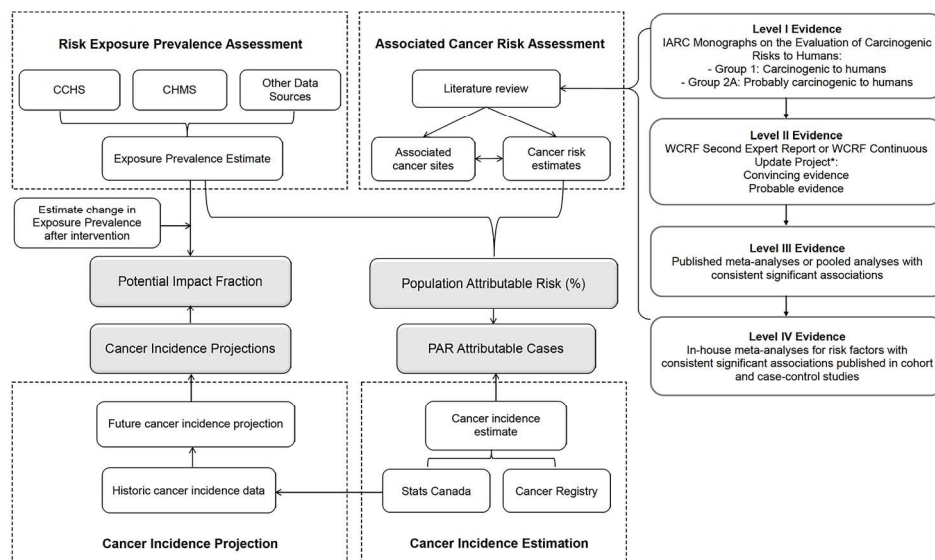 Risk Exposure Prevalence Assessment
CCHS
CHMS
Other Data
Sources
Exposure Prevalence Estimate
Estimate change in
Exposure Prevalence
after intervention
Potential Impact Fraction
Cancer Incidence Projections
Future cancer incidence projection
Historic cancer incidence data
Cancer Incidence Projection
Associated Cancer Risk Assessment
Literature review
Associated
cancer sites
Cancer risk
estimates
Population Attributable Risk (%)
PAR Attributable Cases
Cancer incidence
estimate
Stats Canada
Cancer Registry
Cancer Incidence Estimation
Level I Evidence
IARC Monographs on the Evaluation of Carcinogenic
Risks to Humans:
- Group 1: Carcinogenic to humans
- Group 2A: Probably carcinogenic to humans
Level II Evidence
WCRF Second Expert Report or WCRF Continuous
Update Project*:
Convincing evidence
Probable evidence
Level III Evidence
Published meta-analyses or pooled analyses with
consistent significant associations
Level IV Evidence
In-house meta-analyses for risk factors with
consistent significant associations published in cohort
and case-control studies